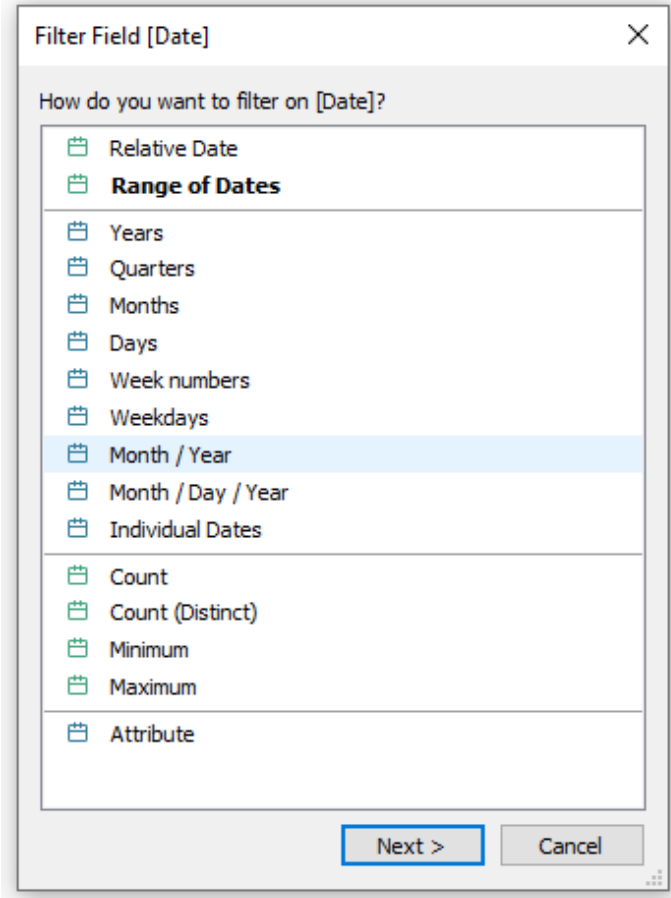 Filter Field [Date]
How do you want to filter on [Date]?
Relative Date
Range of Dates
Years
Quarters
Months
Days
Week numbers
Weekdays
Month / Year
Month / Day / Year
Individual Dates
Count
Count (Distinct)
Minimum
Maximum
Attribute
Next >
Cancel